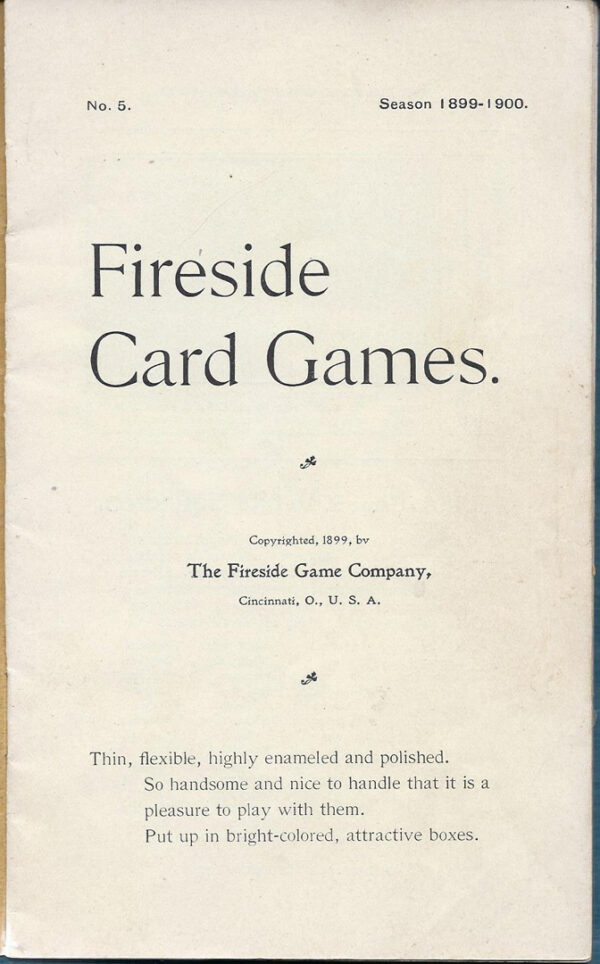 No. 5.
Season 1899-1900.
Fireside
Card Games.
Copyrighted, 1899, by
The Fireside Game Company,
Cincinnati, O., U. S. A.
Thin, flexible, highly enameled and polished.
So handsome and nice to handle that it is a
pleasure to play with them.
Put up in bright-colored, attractive boxes.